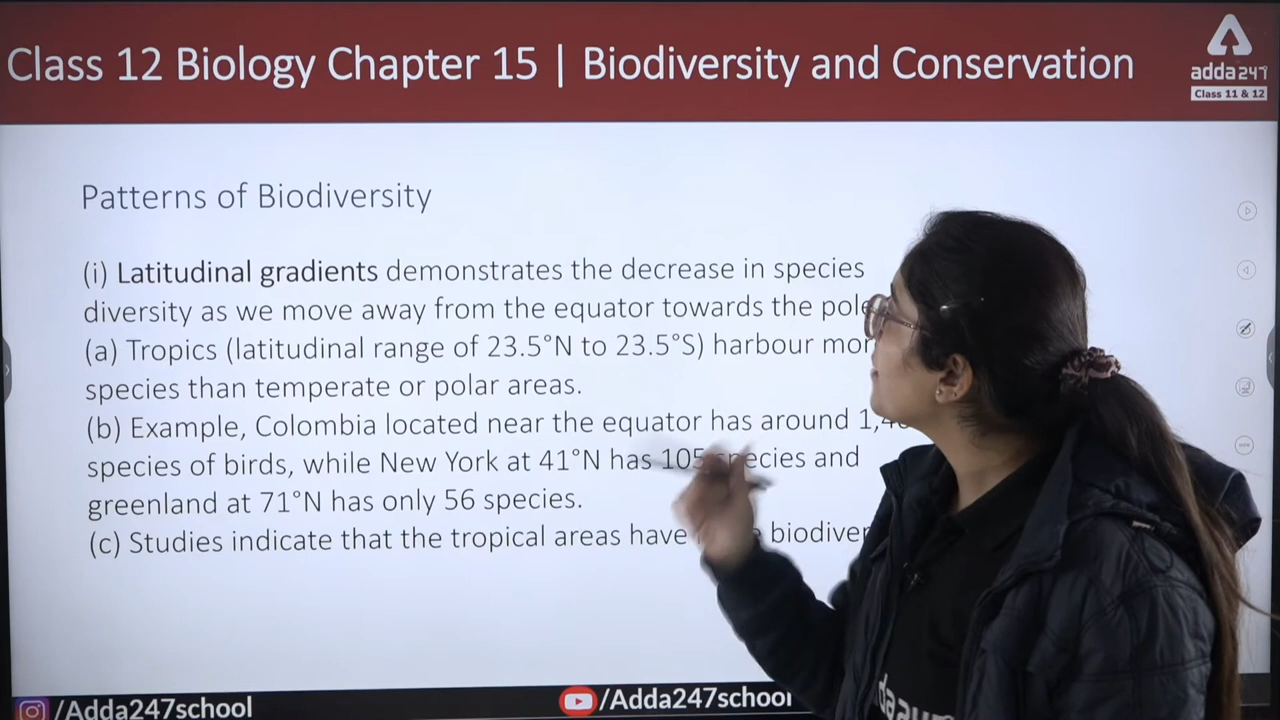 Class 12 Biology Chapter 15 | Biodiversity and Conservation
adda247
Class 11 & 12
Patterns of Biodiversity
(i) Latitudinal gradients demonstrates the decrease in species
diversity as we move away from the equator towards the
(a) Tropics (latitudinal range of 23.5°N to 23.5°S) harbour
species than temperate or polar areas.
(b) Example, Colombia located near the equator has around
species of birds, while New York at 41°N has 105 species and
greenland at 71°N has only 56 species.
(c) Studies indicate that the tropical areas have
/Adda247school
/Adda247school